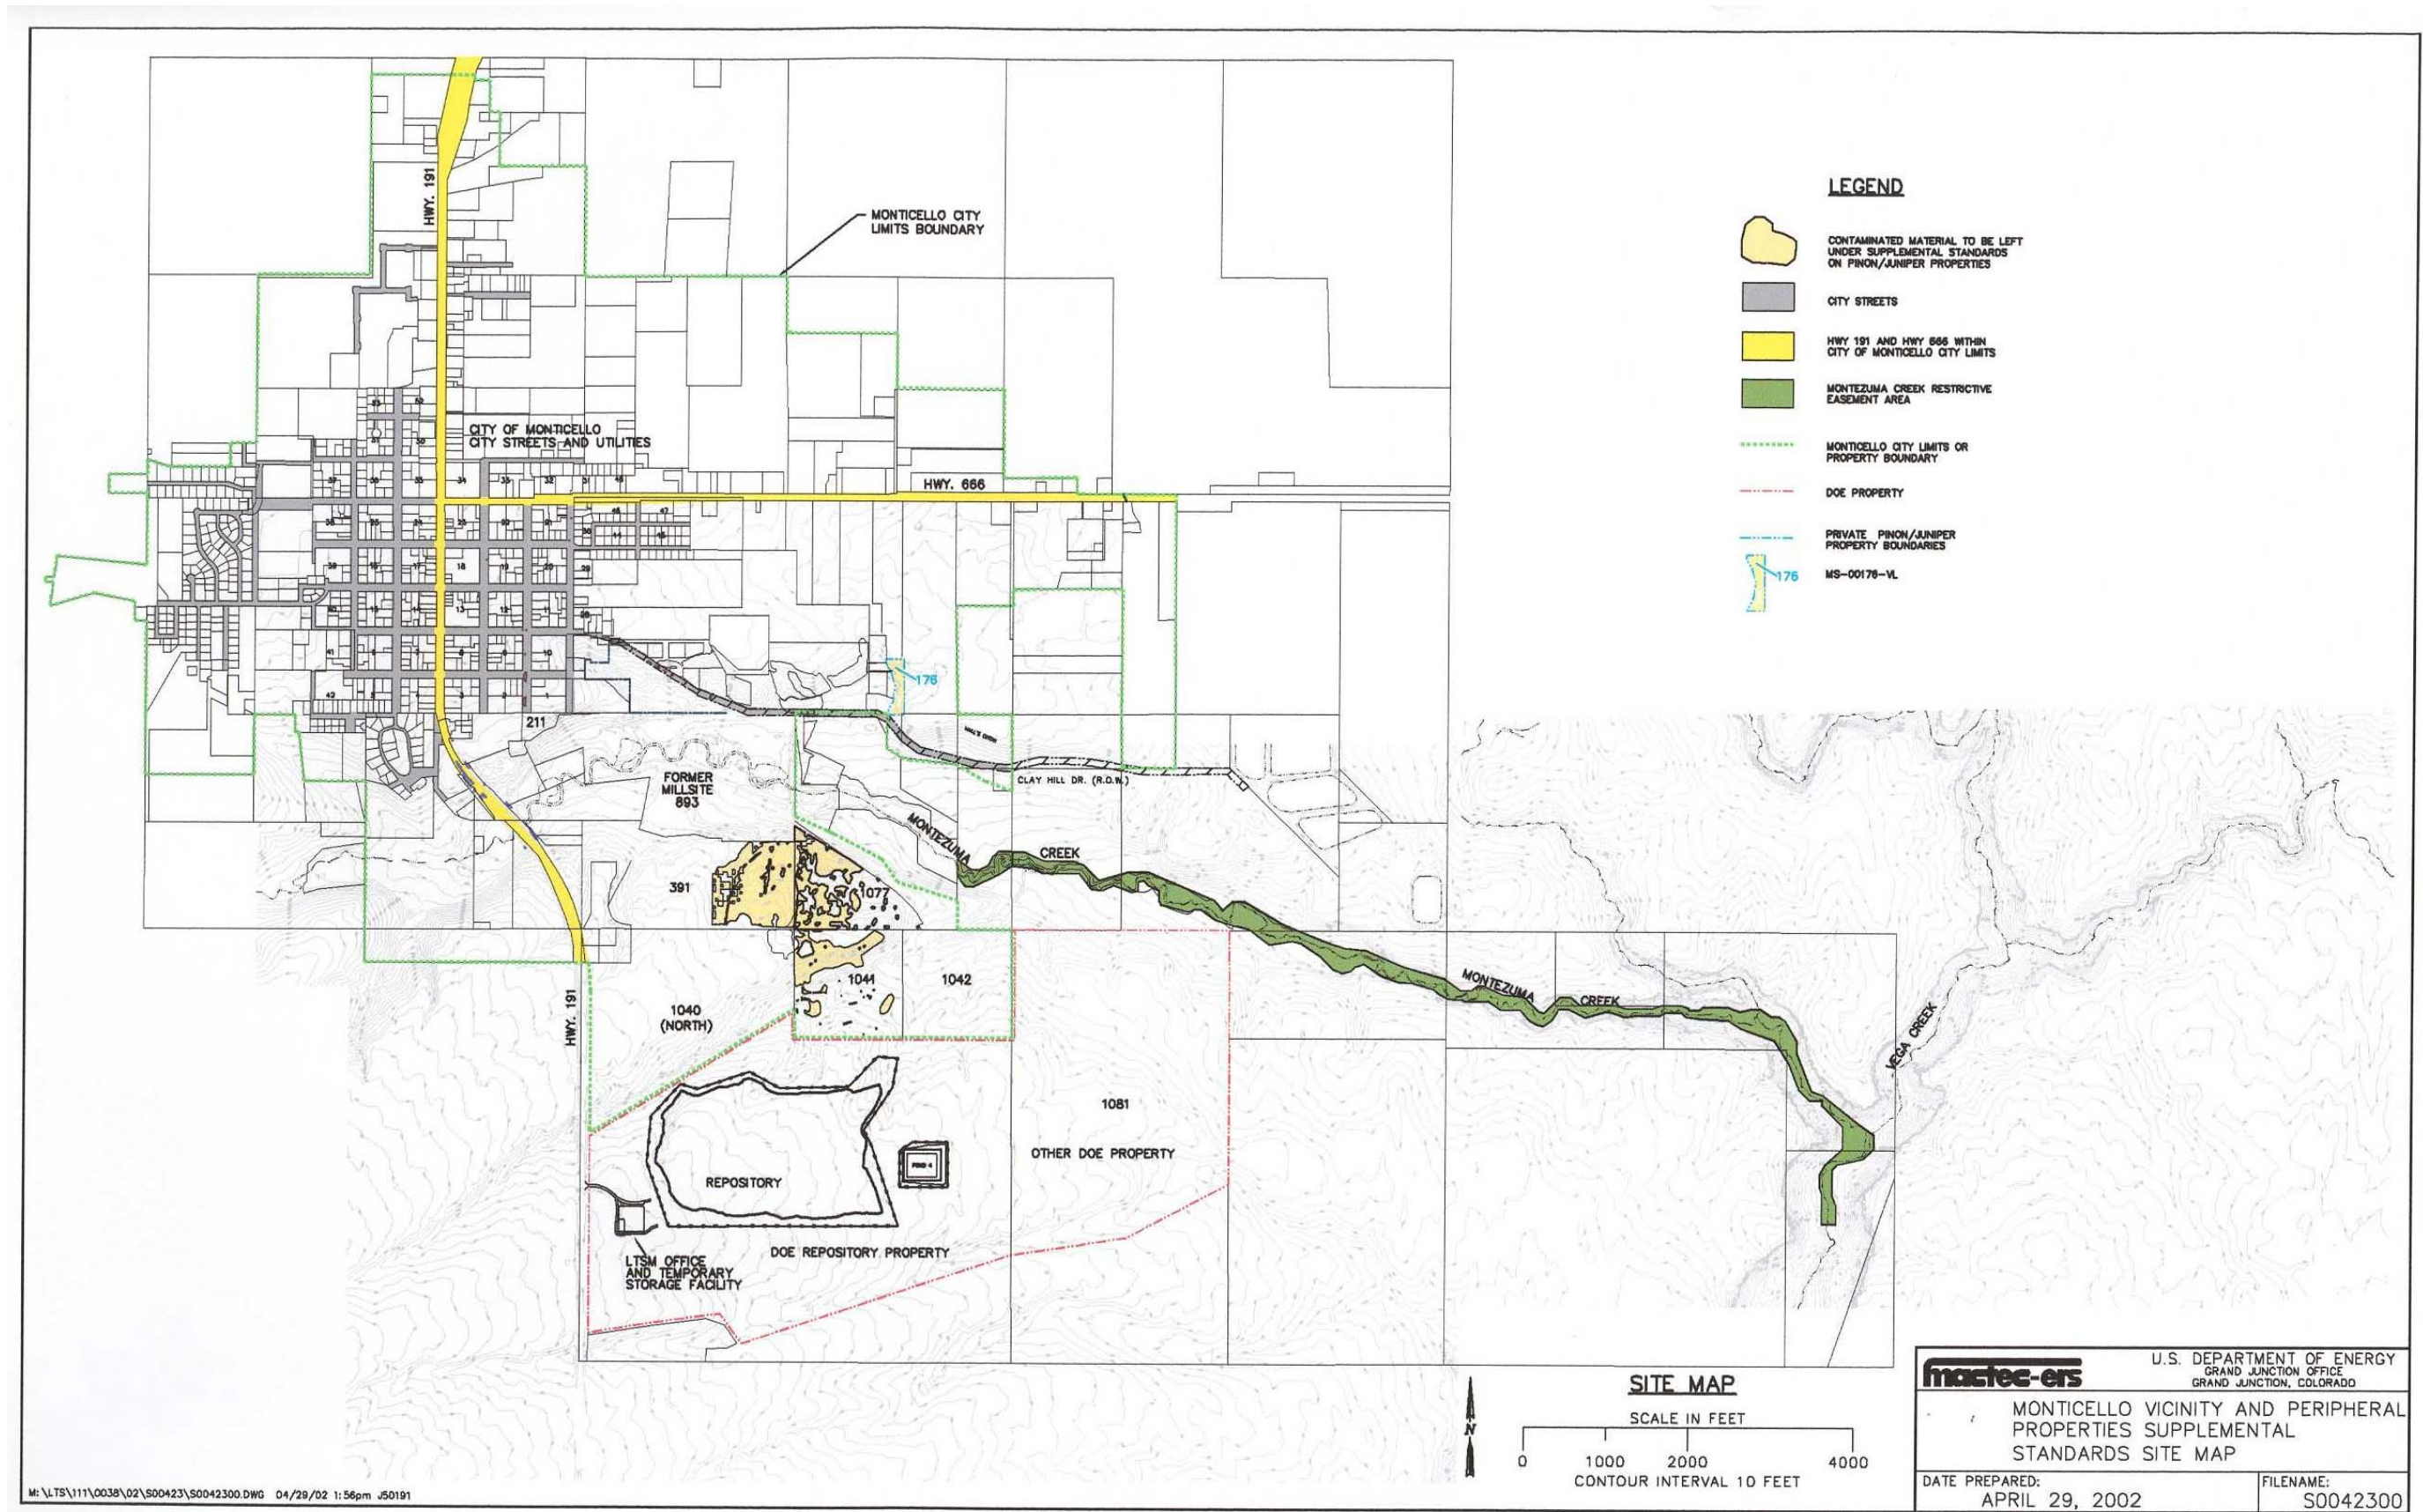 HWY. 191
MONTICELLO CITY
LIMITS BOUNDARY
CITY OF MONTICELLO
CITY STREETS AND UTILITIES
HWY. 666
176
211
FORMER
MILLSITE
893
CLAY HILL DR. (R.O.W.)
MONTEZUMA
CREEK
391
1077
1041
1042
1040
(NORTH)
HWY. 191
MONTEZUMA
CREEK
VEGA CREEK
1081
OTHER DOE PROPERTY
REPOSITORY
POND 4
DOE REPOSITORY PROPERTY
LTSM OFFICE
AND TEMPORARY
STORAGE FACILITY
LEGEND
CONTAMINATED MATERIAL TO BE LEFT
UNDER SUPPLEMENTAL STANDARDS
ON PINON/JUNIPER PROPERTIES
CITY STREETS
HWY 191 AND HWY 666 WITHIN
CITY OF MONTICELLO CITY LIMITS
MONTEZUMA CREEK RESTRICTIVE
EASEMENT AREA
MONTICELLO CITY LIMITS OR
PROPERTY BOUNDARY
DOE PROPERTY
PRIVATE PINON/JUNIPER
PROPERTY BOUNDARIES
176 MS-00176-VL
N
SITE MAP
SCALE IN FEET
0 1000 2000 4000
CONTOUR INTERVAL 10 FEET
mactec-ers
U.S. DEPARTMENT OF ENERGY
GRAND JUNCTION OFFICE
GRAND JUNCTION, COLORADO
MONTICELLO VICINITY AND PERIPHERAL
PROPERTIES SUPPLEMENTAL
STANDARDS SITE MAP
DATE PREPARED:
APRIL 29, 2002
FILENAME:
S0042300
M:\LTS\111\0038\02\S00423\S0042300.DWG 04/29/02 1:56pm J50191